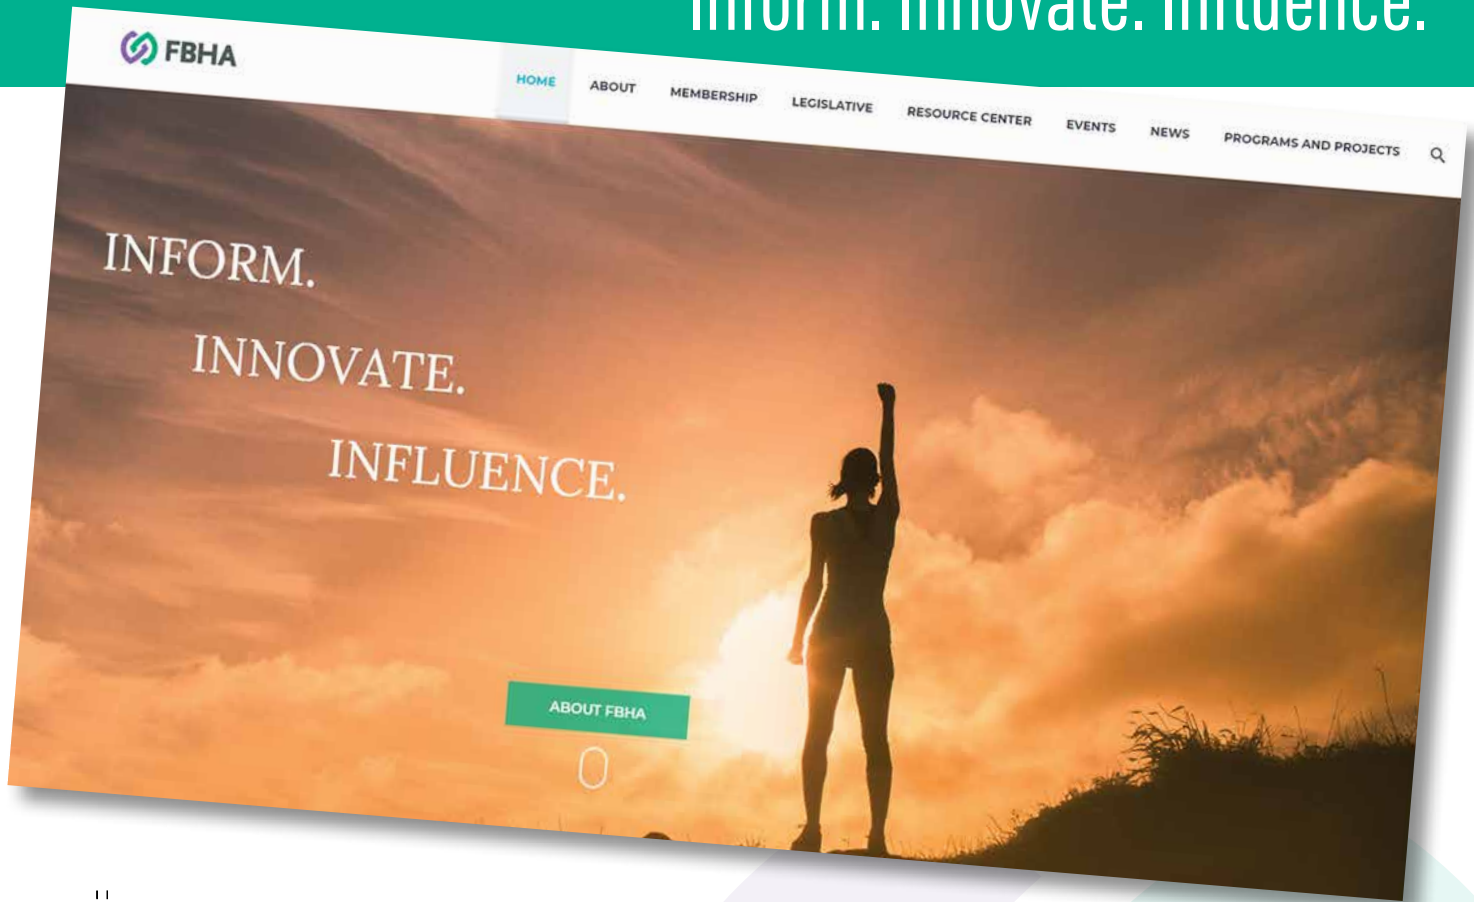 Inform. Innovate. Influence.
FBHA
HOME ABOUT MEMBERSHIP LEGISLATIVE RESOURCE CENTER EVENTS NEWS PROGRAMS AND PROJECTS
INFORM.
INNOVATE.
INFLUENCE.
ABOUT FBHA